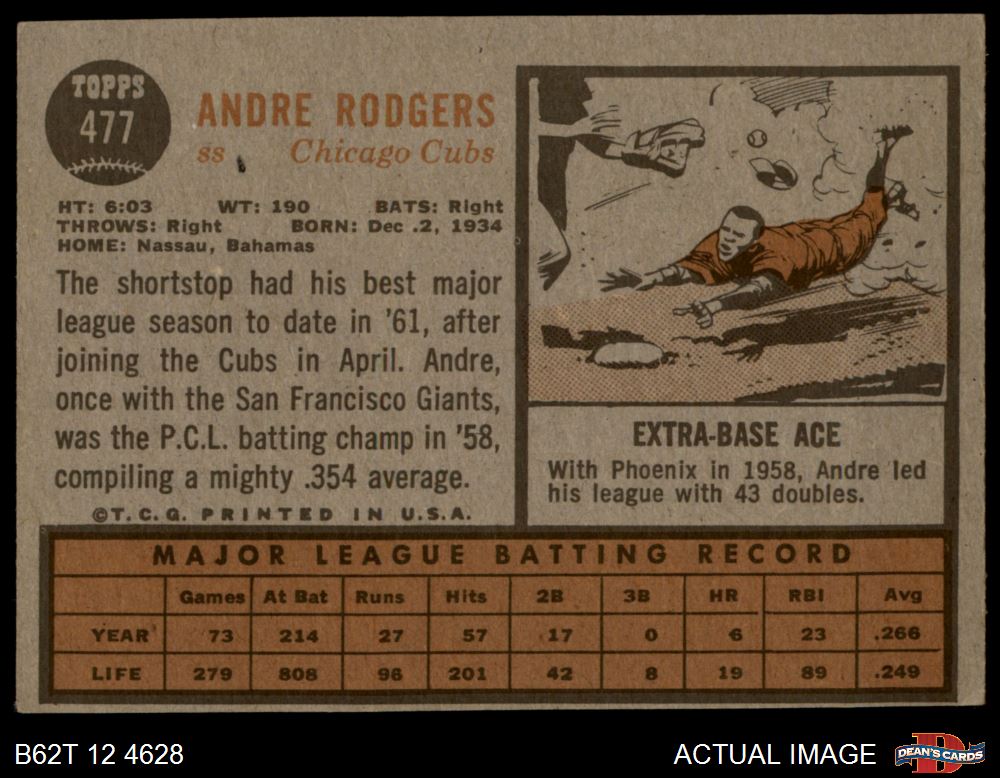 TOPPS
477
ANDRE RODGERS
ss Chicago Cubs
HT: 6:03 WT: 190 BATS: Right
THROWS: Right BORN: Dec .2, 1934
HOME: Nassau, Bahamas
The shortstop had his best major
league season to date in '61, after
joining the Cubs in April. Andre,
once with the San Francisco Giants,
was the P.C.L. batting champ in '58,
compiling a mighty .354 average.
©T.C.G. PRINTED IN U.S.A.
EXTRA-BASE ACE
With Phoenix in 1958, Andre led
his league with 43 doubles.
MAJOR LEAGUE BATTING RECORD
Games At Bat Runs Hits 2B 3B HR RBI Avg
YEAR 73 214 27 57 17 0 6 23 .266
LIFE 279 808 96 201 42 8 19 89 .249
B62T 12 4628
ACTUAL IMAGE
DEAN'S CARDS